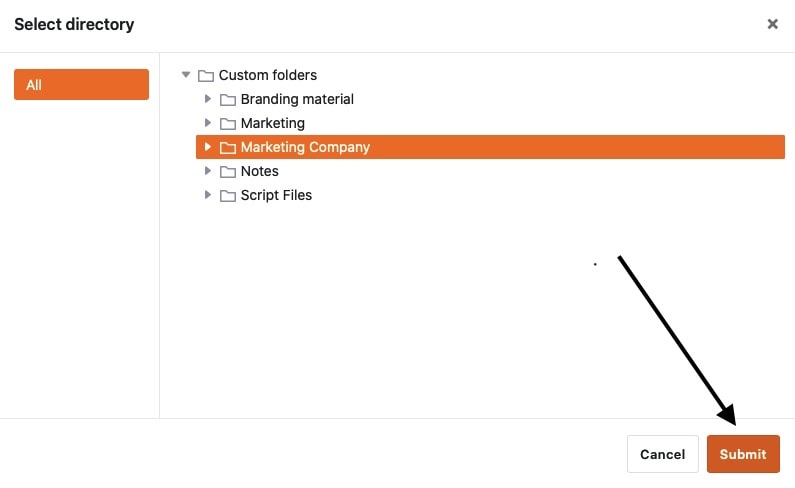 Select directory
All
Custom folders
Branding material
Marketing
Marketing Company
Notes
Script Files
Cancel
Submit